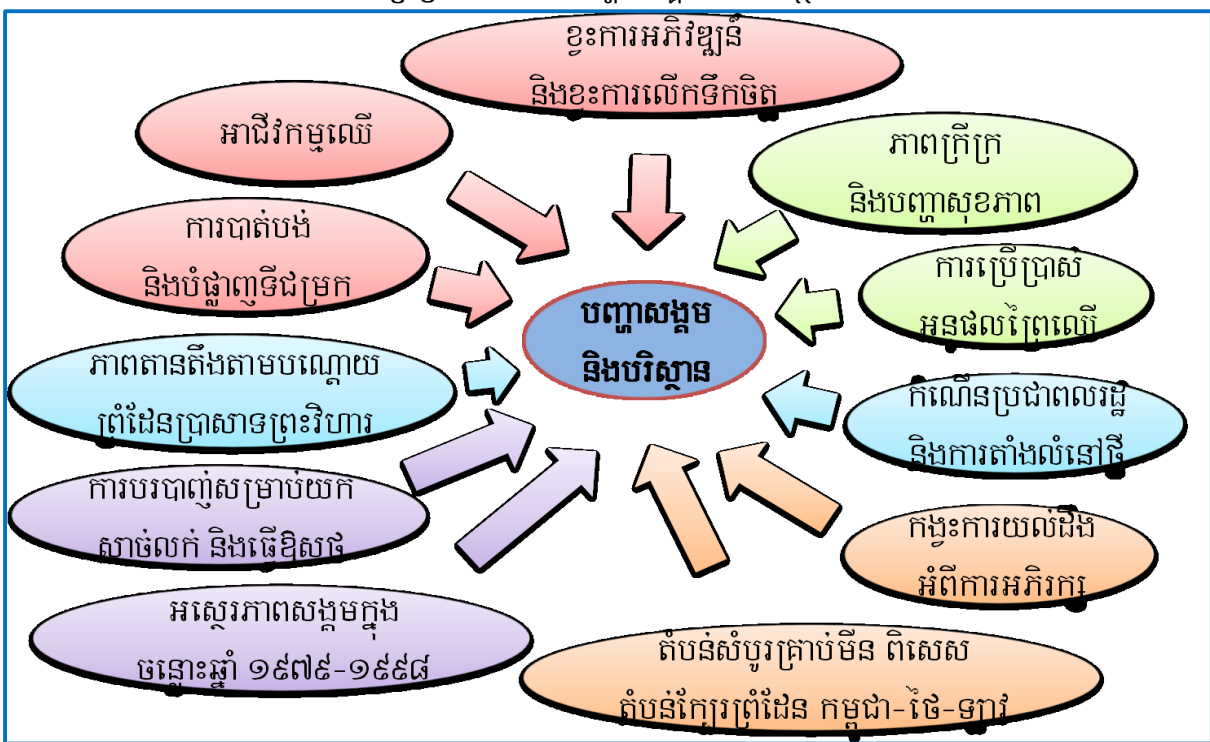 ខ្វះការអភិវឌ្ឍន៍
និងខ្វះការលើកទឹកចិត្ត
អាជីវកម្មឈើ
ភាពក្រីក្រ
និងបញ្ហាសុខភាព
ការបាត់បង់
និងបំផ្លាញទីជម្រក
ការប្រើប្រាស់
អនុផលព្រៃឈើ
បញ្ហាសង្គម
និងបរិស្ថាន
ភាពតានតឹងតាមបណ្តោយ
ព្រំដែនប្រាសាទព្រះវិហារ
កំណើនប្រជាពលរដ្ឋ
និងការតាំងលំនៅថ្មី
ការបរបាញ់សម្រាប់យក
សាច់លក់ និងធ្វើឱសថ
កង្វះការយល់ដឹង
អំពីការអភិរក្ស
អស្ថេរភាពសង្គមក្នុង
ចន្លោះឆ្នាំ ១៩៧៩-១៩៩៨
តំបន់សំបូរគ្រាប់មីន ពិសេស
តំបន់ក្បែរព្រំដែន កម្ពុជា-ថៃ-ឡាវ